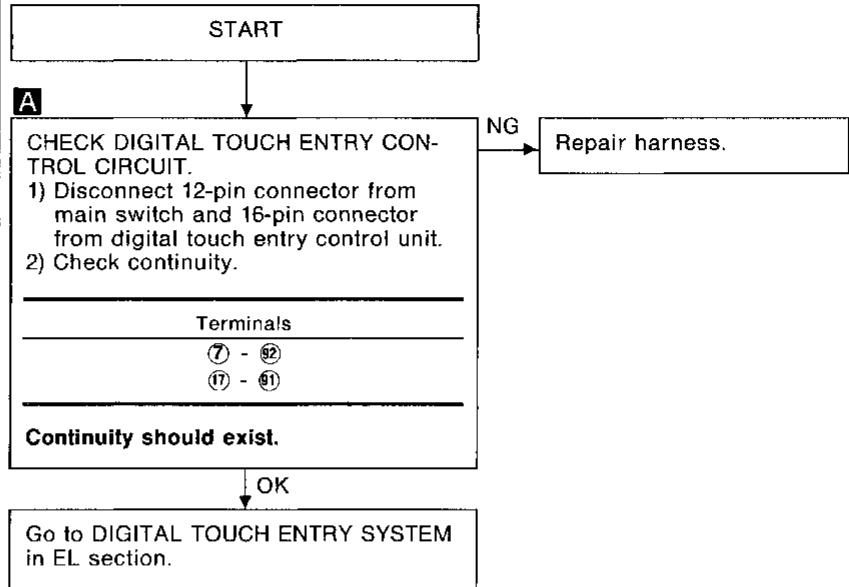 START
A
CHECK DIGITAL TOUCH ENTRY CON-
TROL CIRCUIT.
1) Disconnect 12-pin connector from
main switch and 16-pin connector
from digital touch entry control unit.
2) Check continuity.
Terminals
⑦ - 92
⑰ - 91
Continuity should exist.
NG
Repair harness.
OK
Go to DIGITAL TOUCH ENTRY SYSTEM
in EL section.